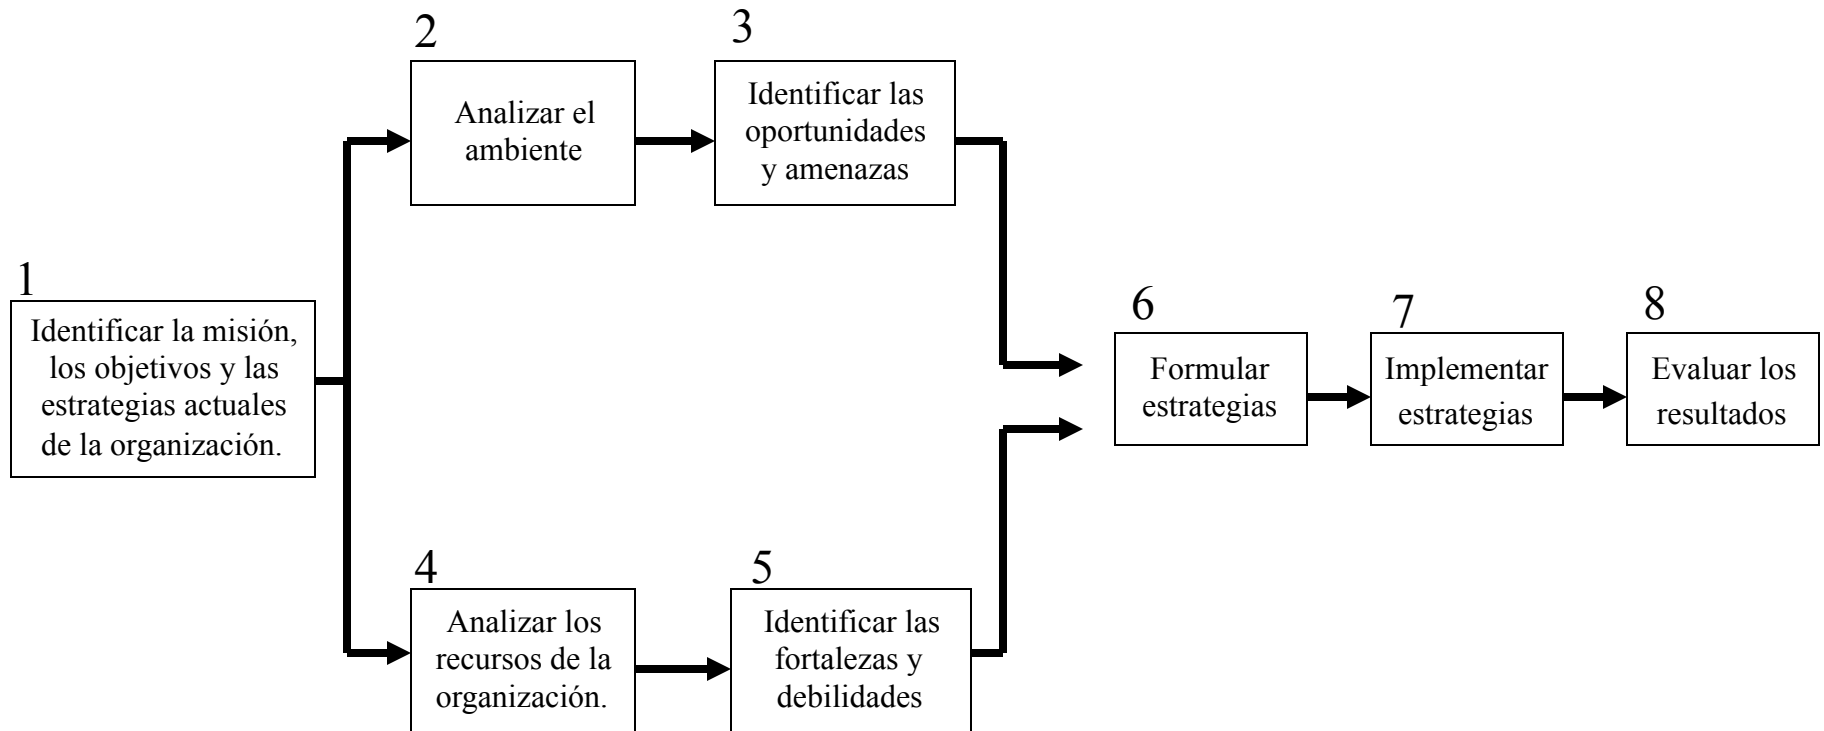 1
Identificar la misión,
los objetivos y las
estrategias actuales
de la organización.
2
Analizar el
ambiente
3
Identificar las
oportunidades
y amenazas
4
Analizar los
recursos de la
organización.
5
Identificar las
fortalezas y
debilidades
6
Formular
estrategias
7
Implementar
estrategias
8
Evaluar los
resultados